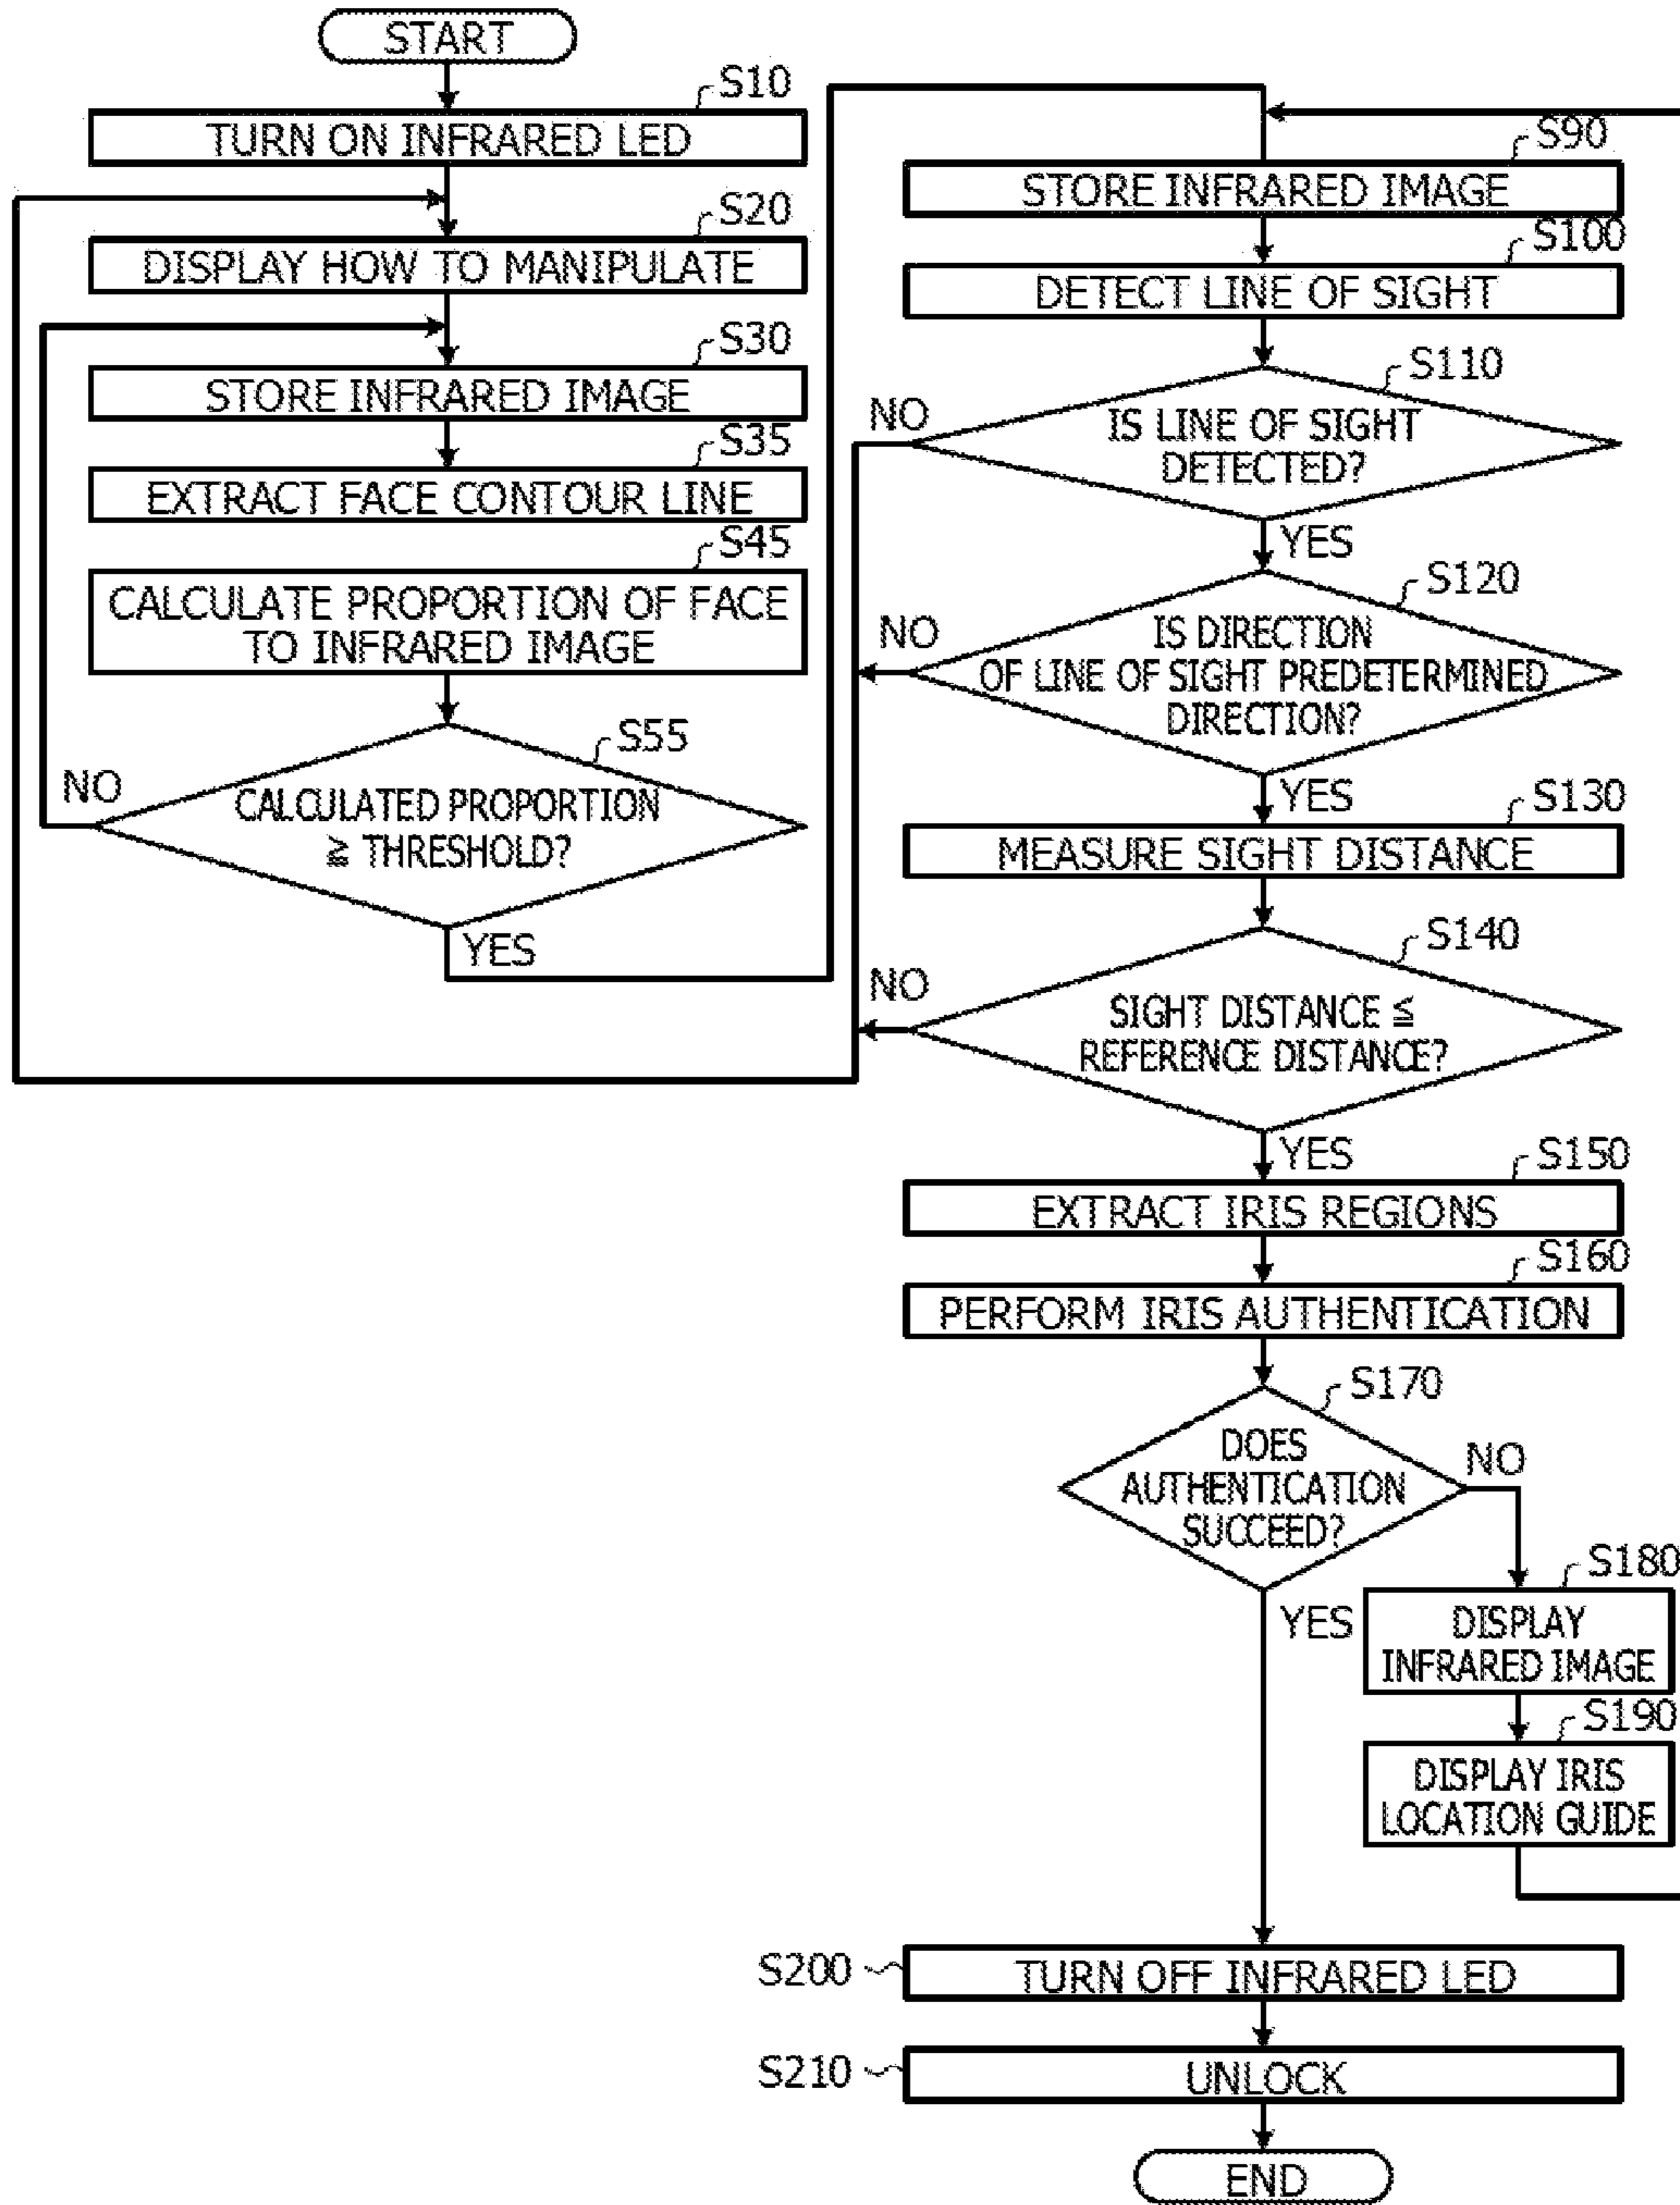 START
S10
TURN ON INFRARED LED
S20
DISPLAY HOW TO MANIPULATE
S30
STORE INFRARED IMAGE
S35
EXTRACT FACE CONTOUR LINE
S45
CALCULATE PROPORTION OF FACE
TO INFRARED IMAGE
S55
NO
CALCULATED PROPORTION
≧ THRESHOLD?
YES
S90
STORE INFRARED IMAGE
S100
DETECT LINE OF SIGHT
S110
NO
IS LINE OF SIGHT
DETECTED?
YES
S120
NO
IS DIRECTION
OF LINE OF SIGHT PREDETERMINED
DIRECTION?
YES
S130
MEASURE SIGHT DISTANCE
S140
NO
SIGHT DISTANCE ≦
REFERENCE DISTANCE?
YES
S150
EXTRACT IRIS REGIONS
S160
PERFORM IRIS AUTHENTICATION
S170
DOES
AUTHENTICATION
SUCCEED?
NO
YES
S180
DISPLAY
INFRARED IMAGE
S190
DISPLAY IRIS
LOCATION GUIDE
S200
TURN OFF INFRARED LED
S210
UNLOCK
END